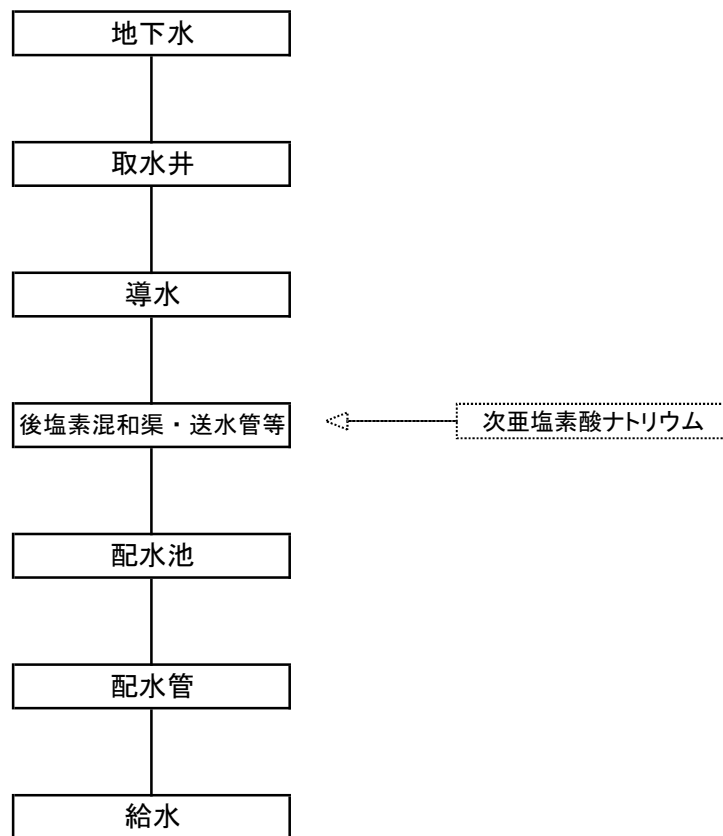 地下水
取水井
導水
後塩素混和渠・送水管等
次亜塩素酸ナトリウム
配水池
配水管
給水